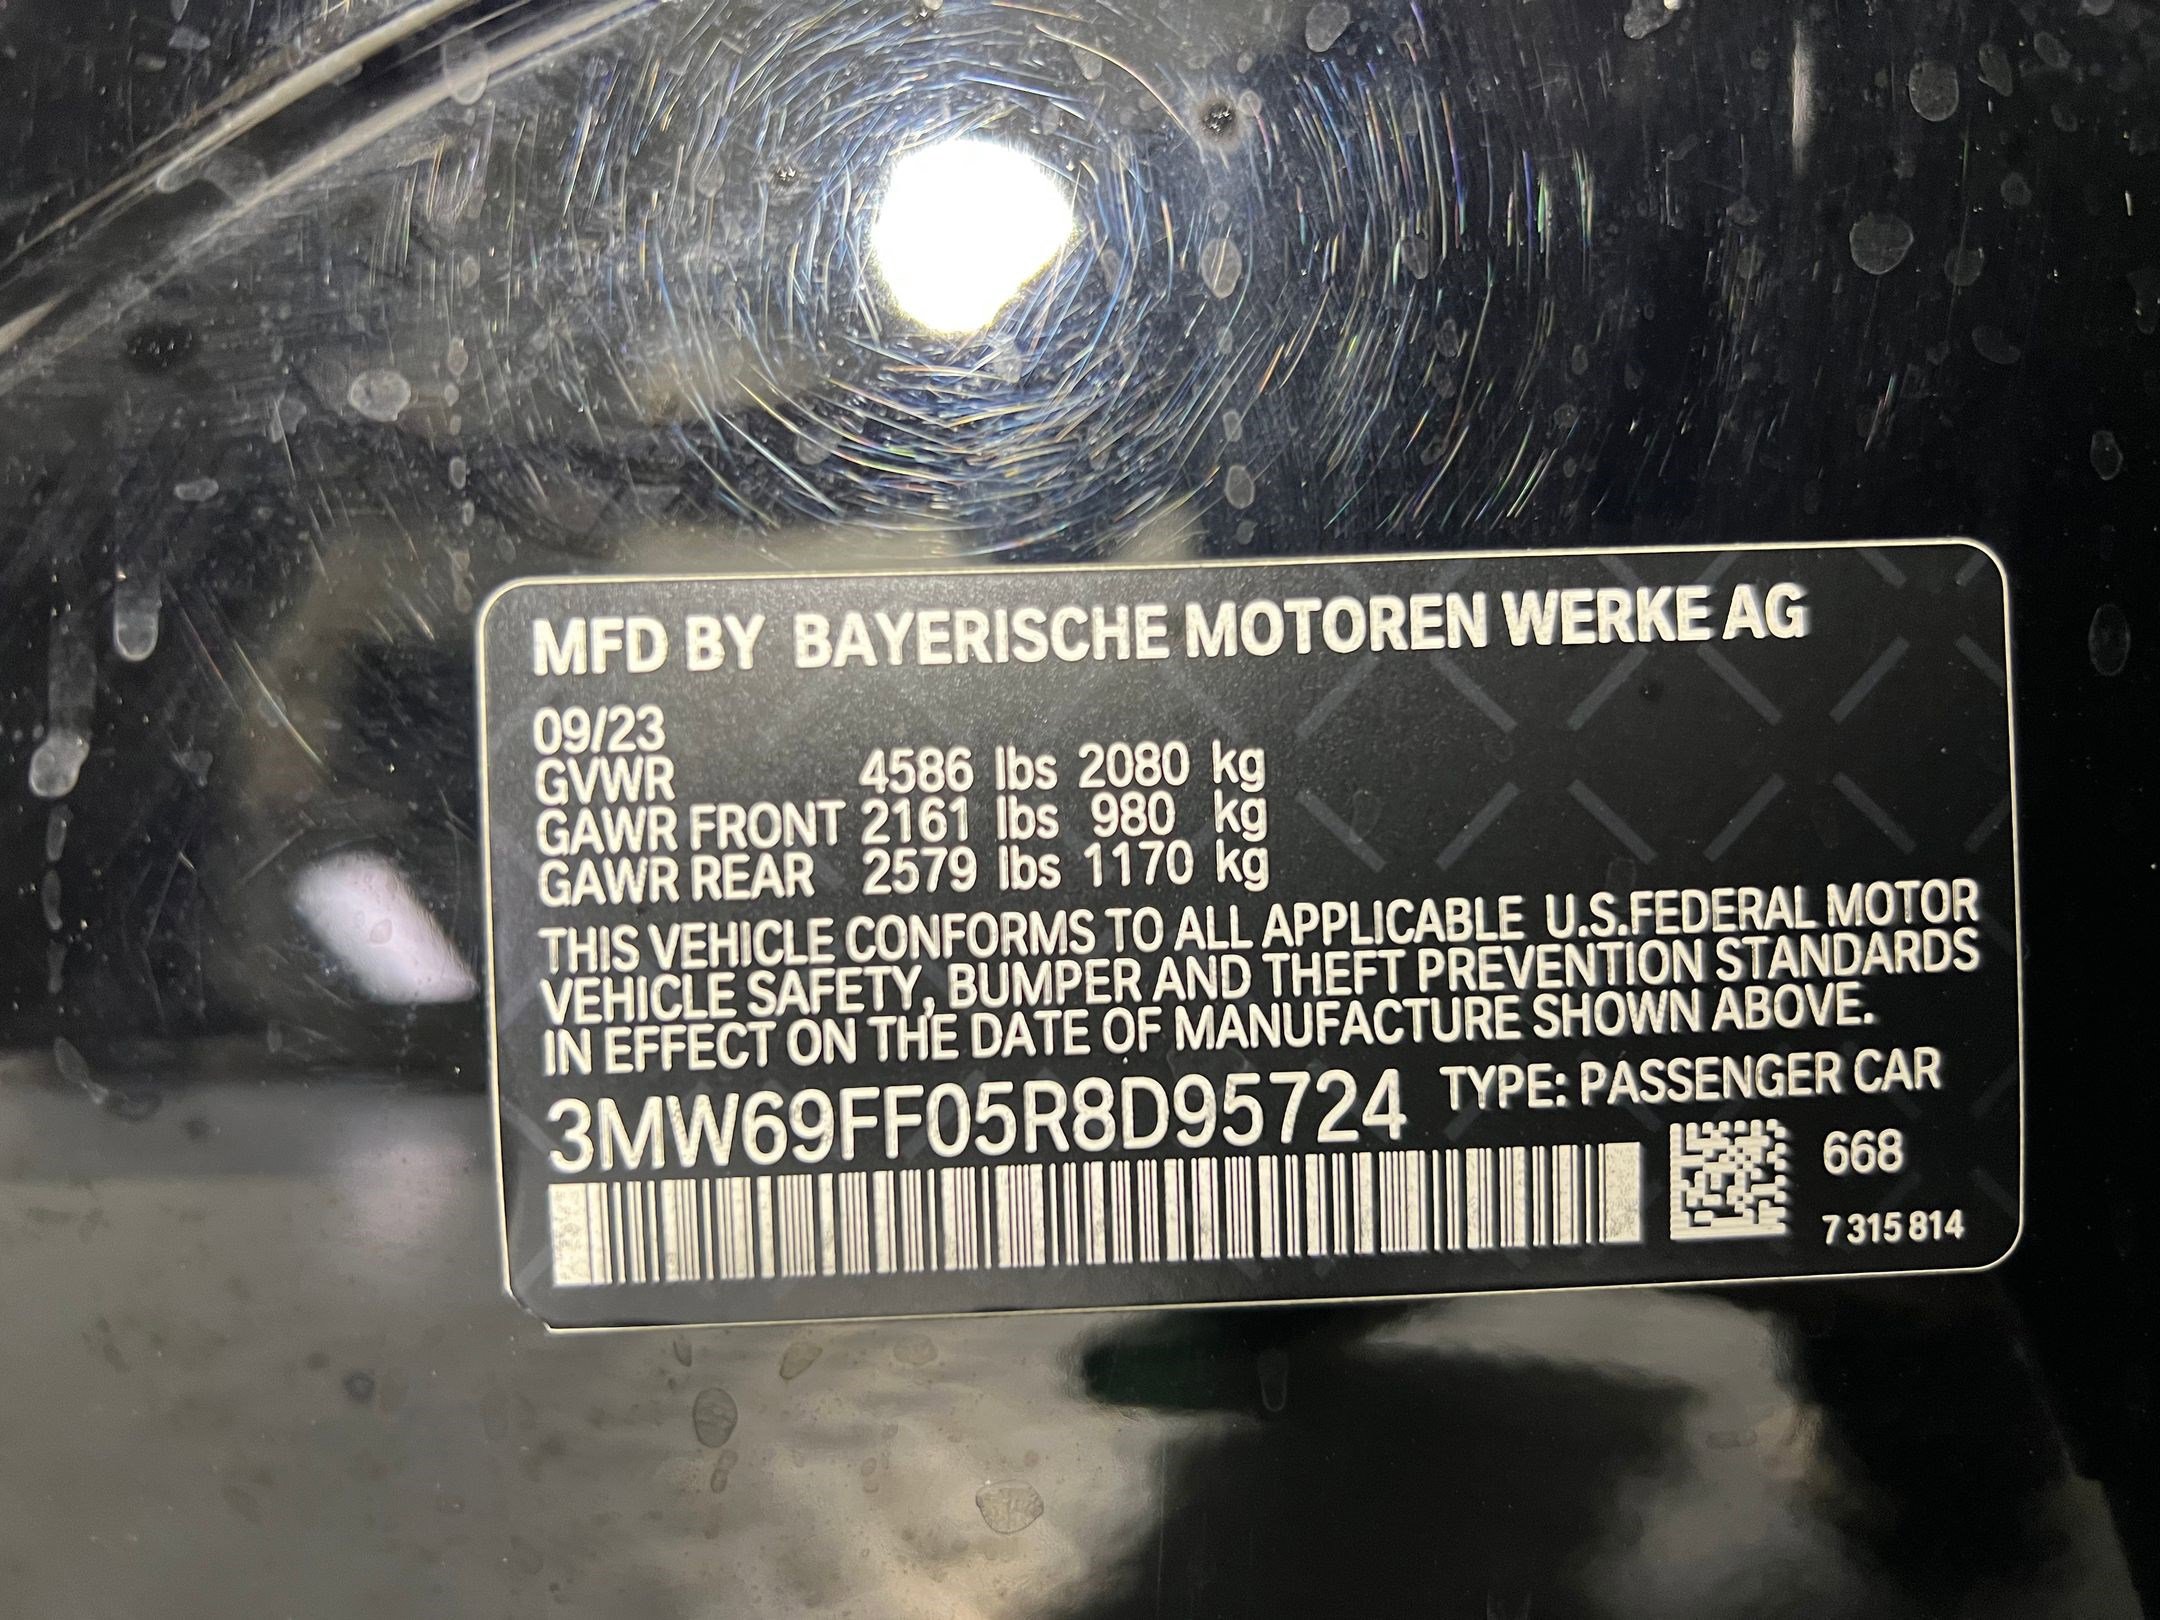 MFD BY BAYERISCHE MOTOREN WERKE AG
09/23
GVWR 4586 lbs 2080 kg
GAWR FRONT 2161 lbs 980 kg
GAWR REAR 2579 lbs 1170 kg
THIS VEHICLE CONFORMS TO ALL APPLICABLE U.S.FEDERAL MOTOR
VEHICLE SAFETY, BUMPER AND THEFT PREVENTION STANDARDS
IN EFFECT ON THE DATE OF MANUFACTURE SHOWN ABOVE.
3MW69FF05R8D95724 TYPE: PASSENGER CAR
668
7 315 814